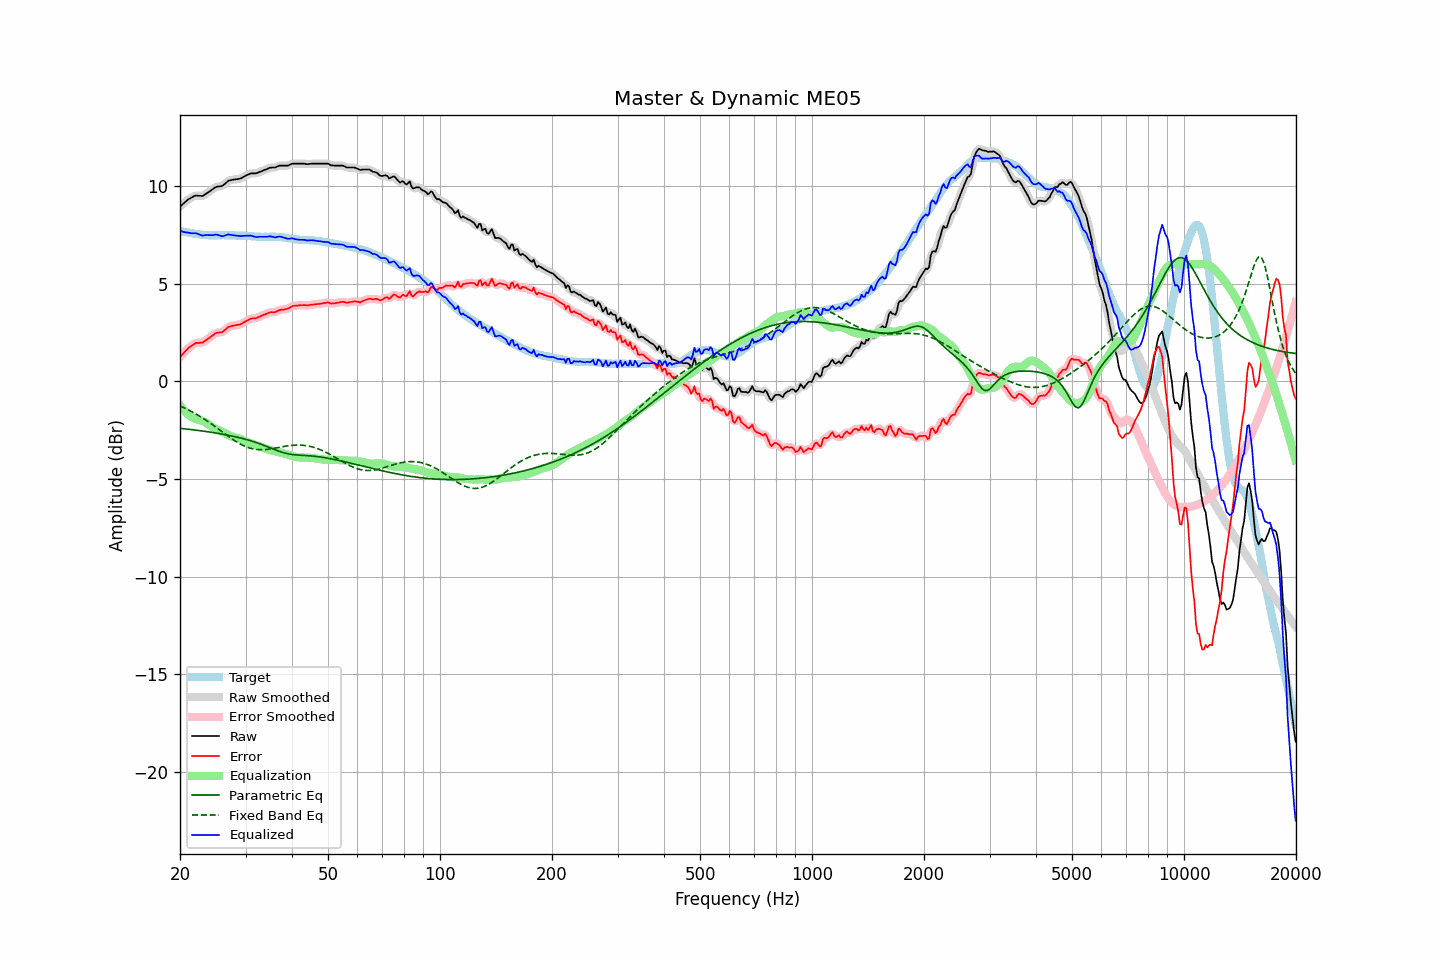 Master & Dynamic ME05
Amplitude (dBr)
10
5
0
−5
−10
−15
−20
Target
Raw Smoothed
Error Smoothed
Raw
Error
Equalization
Parametric Eq
Fixed Band Eq
Equalized
20
50
100
200
500
1000
2000
5000
10000
20000
Frequency (Hz)